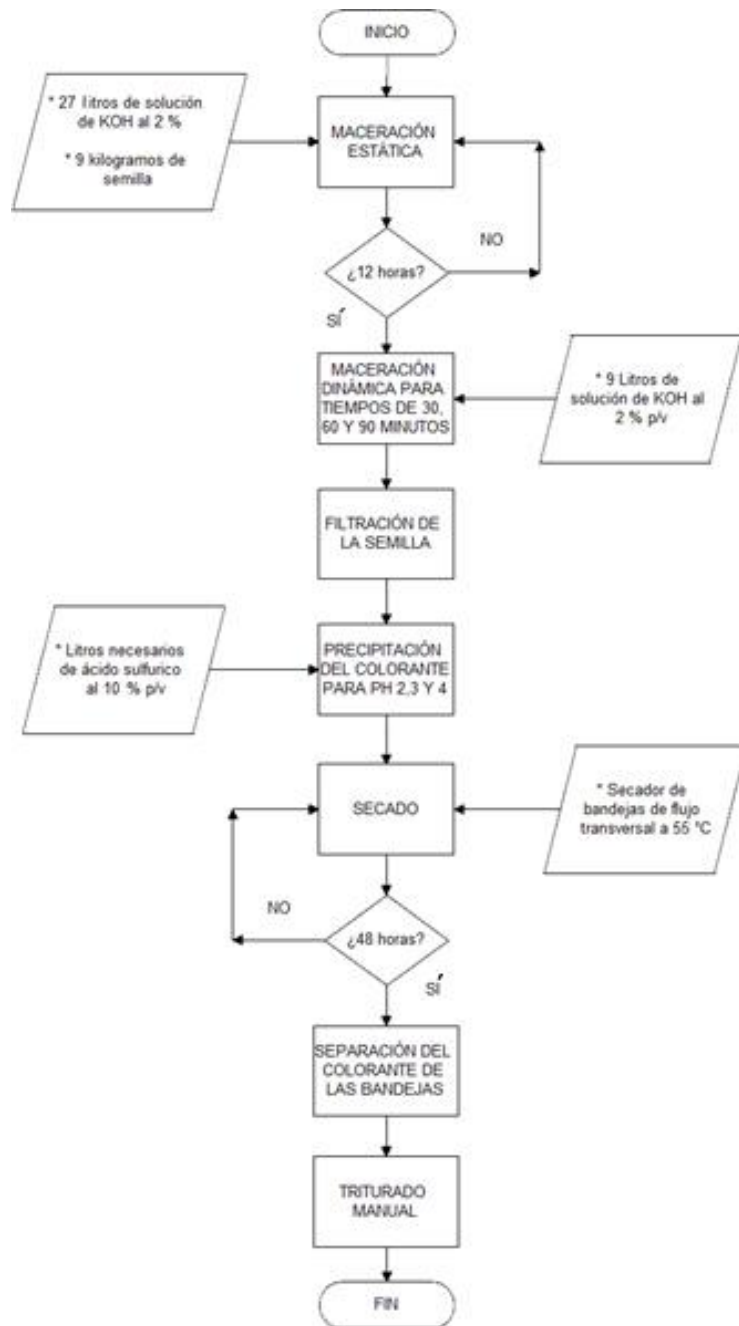 INICIO
* 27 litros de solución
de KOH al 2 %
* 9 kilogramos de
semilla
MACERACIÓN
ESTÁTICA
NO
¿12 horas?
SÍ
MACERACIÓN
DINÁMICA PARA
TIEMPOS DE 30,
60 Y 90 MINUTOS
* 9 Litros de
solución de KOH al
2 % p/v
FILTRACIÓN DE
LA SEMILLA
* Litros necesarios
de ácido sulfurico
al 10 % p/v
PRECIPITACIÓN
DEL COLORANTE
PARA PH 2,3 Y 4
SECADO
* Secador de
bandejas de flujo
transversal a 55 °C
NO
¿48 horas?
SÍ
SEPARACIÓN DEL
COLORANTE DE
LAS BANDEJAS
TRITURADO
MANUAL
FIN